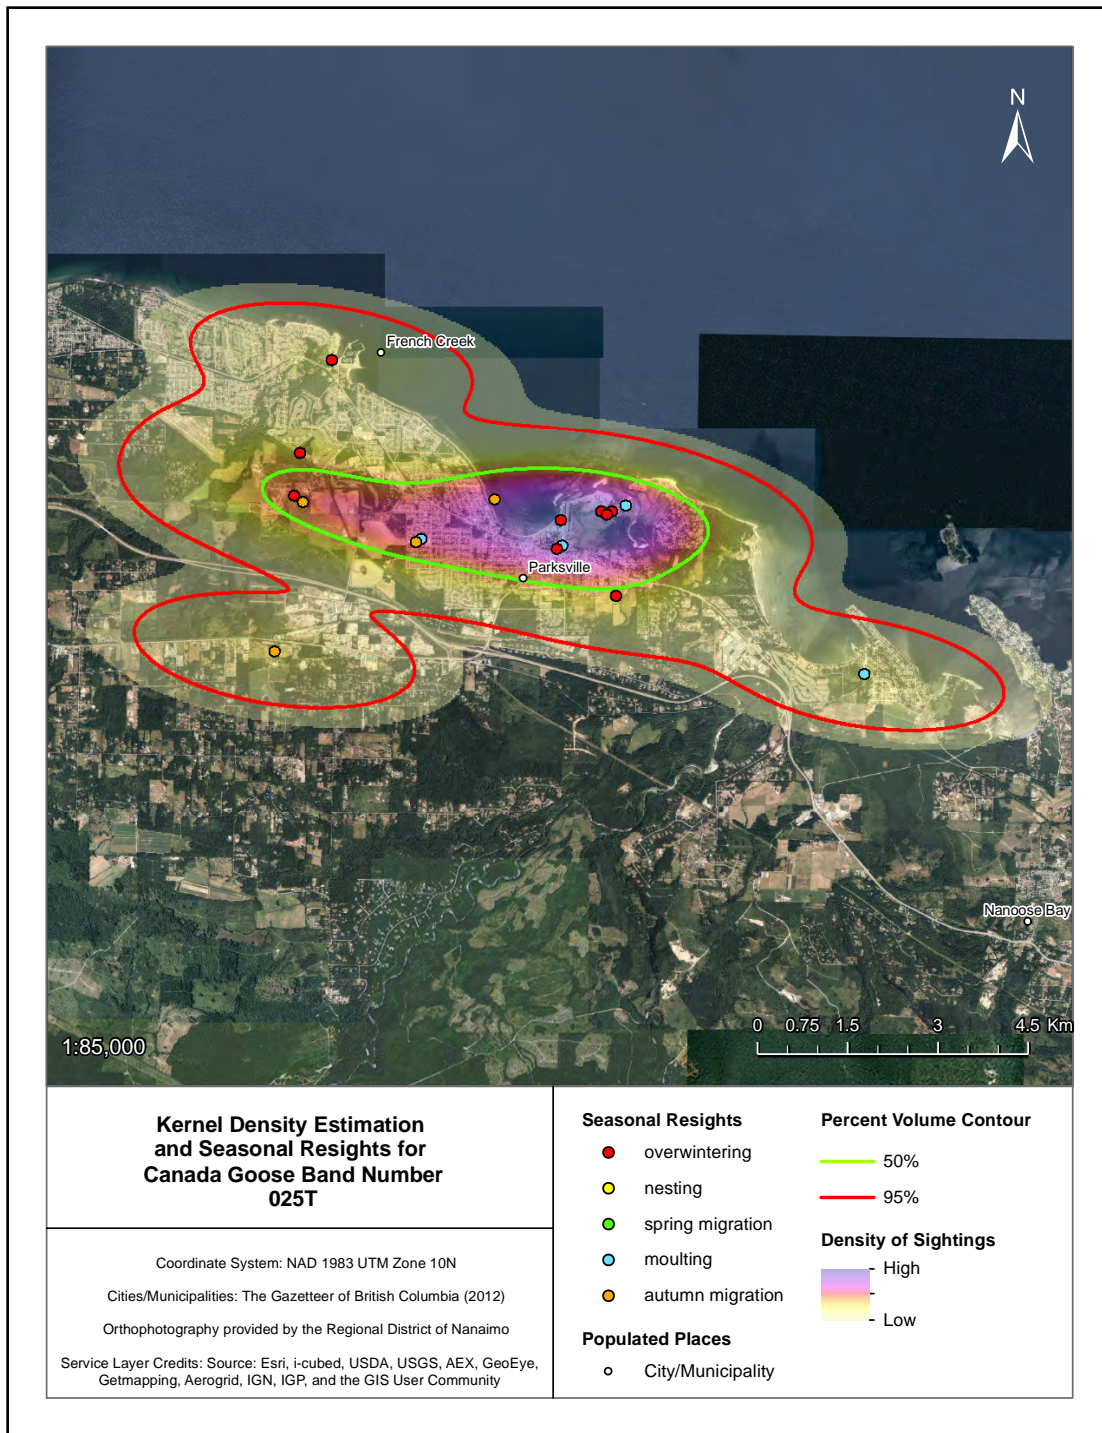 N
French Creek
Parksville
Nanoose Bay
0 0.75 1.5 3 4.5 Km
1:85,000
Kernel Density Estimation
and Seasonal Resights for
Canada Goose Band Number
025T
Coordinate System: NAD 1983 UTM Zone 10N
Cities/Municipalities: The Gazetteer of British Columbia (2012)
Orthophotography provided by the Regional District of Nanaimo
Service Layer Credits: Source: Esri, i-cubed, USDA, USGS, AEX, GeoEye,
Getmapping, Aerogrid, IGN, IGP, and the GIS User Community
Seasonal Resights
overwintering
nesting
spring migration
moulting
autumn migration
Populated Places
City/Municipality
Percent Volume Contour
50%
95%
Density of Sightings
High
Low